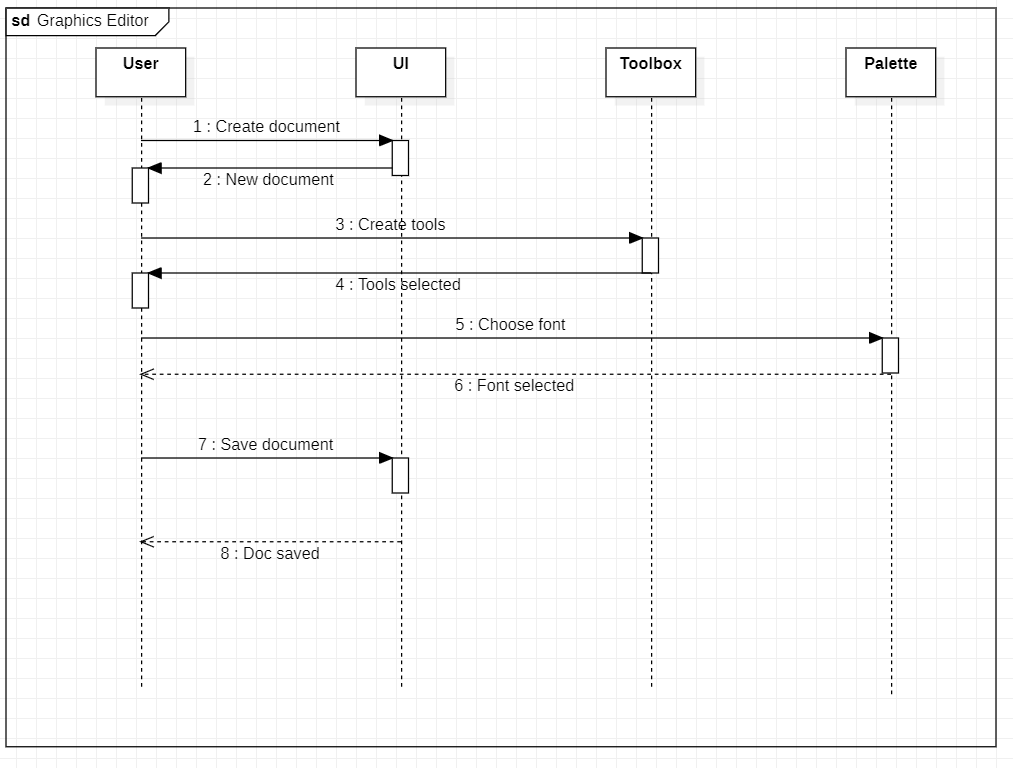 sd Graphics Editor
User
UI
Toolbox
Palette
1 : Create document
2 : New document
3 : Create tools
4 : Tools selected
5 : Choose font
6 : Font selected
7 : Save document
8 : Doc saved